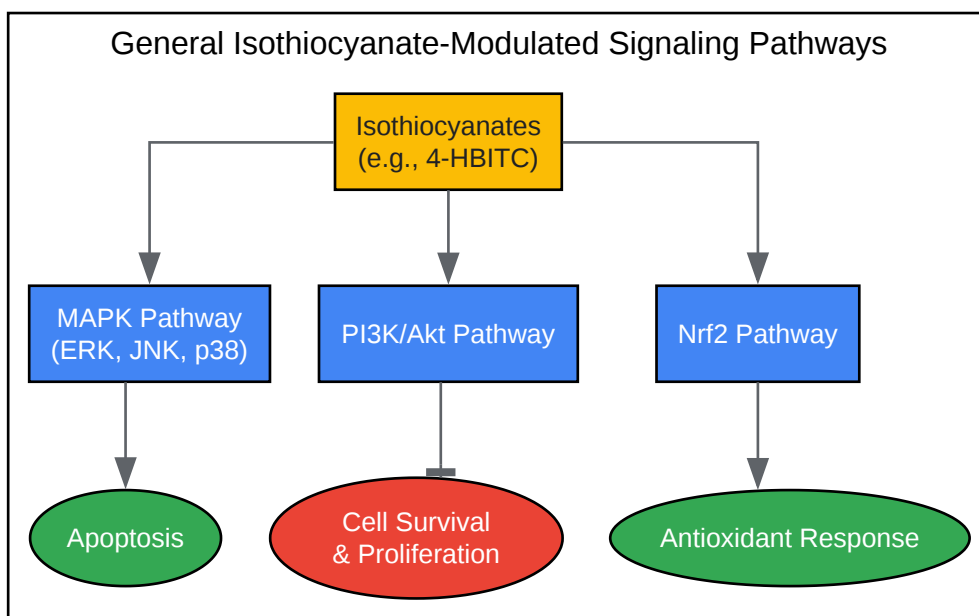 General Isothiocyanate-Modulated Signaling Pathways
Isothiocyanates
(e.g., 4-HBITC)
MAPK Pathway
(ERK, JNK, p38)
PI3K/Akt Pathway
Nrf2 Pathway
Apoptosis
Cell Survival
& Proliferation
Antioxidant Response